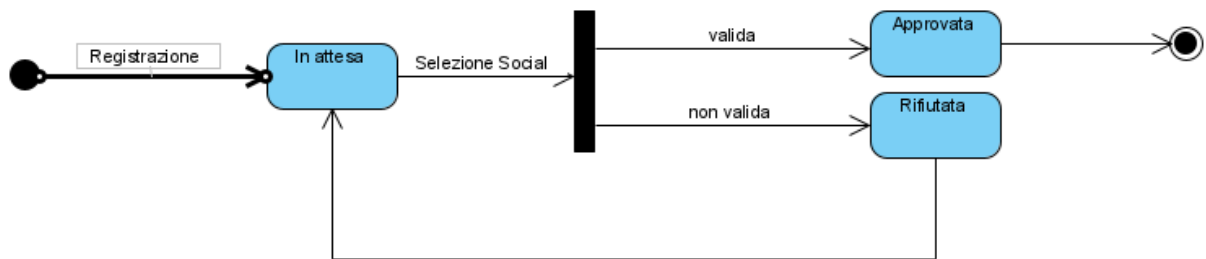 Registrazione
In attesa
Selezione Social
valida
Approvata
non valida
Rifiutata